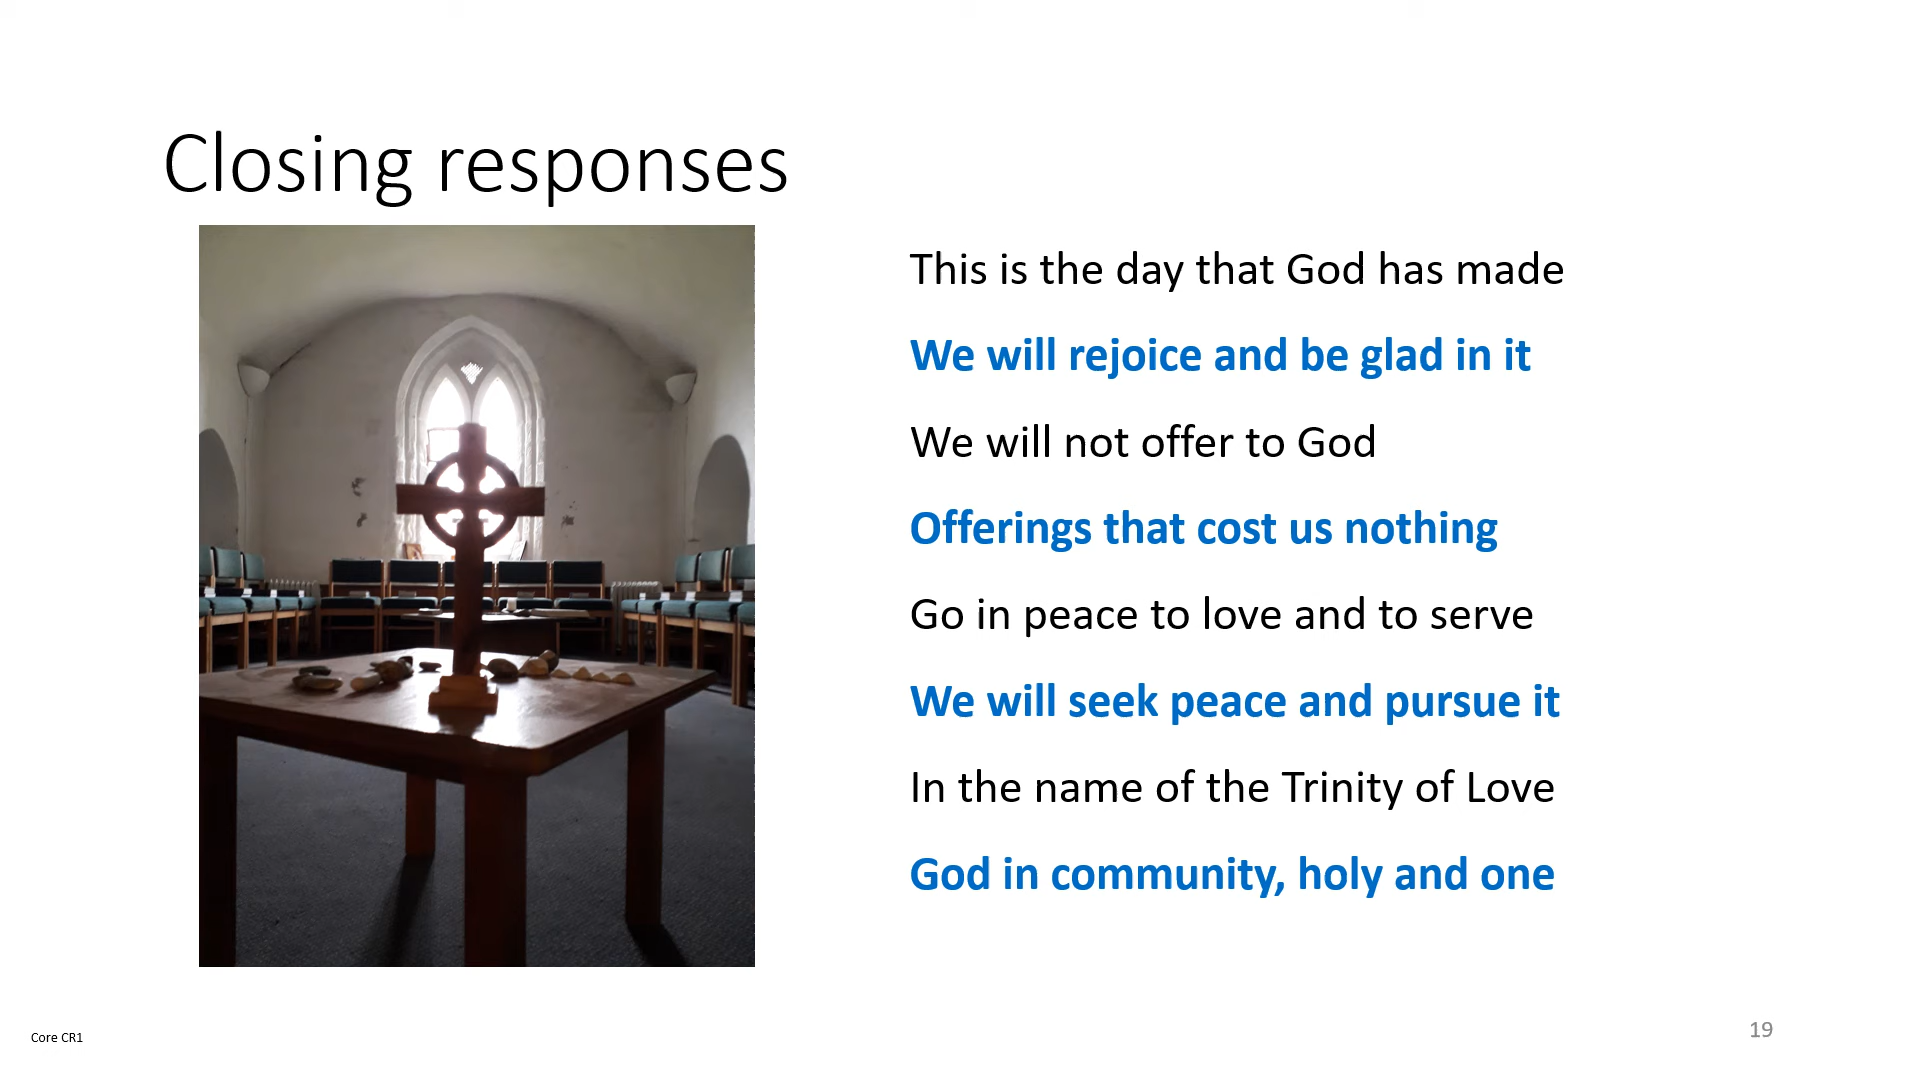 Closing responses
This is the day that God has made
We will rejoice and be glad in it
We will not offer to God
Offerings that cost us nothing
Go in peace to love and to serve
We will seek peace and pursue it
In the name of the Trinity of Love
God in community, holy and one
Core CR1
19